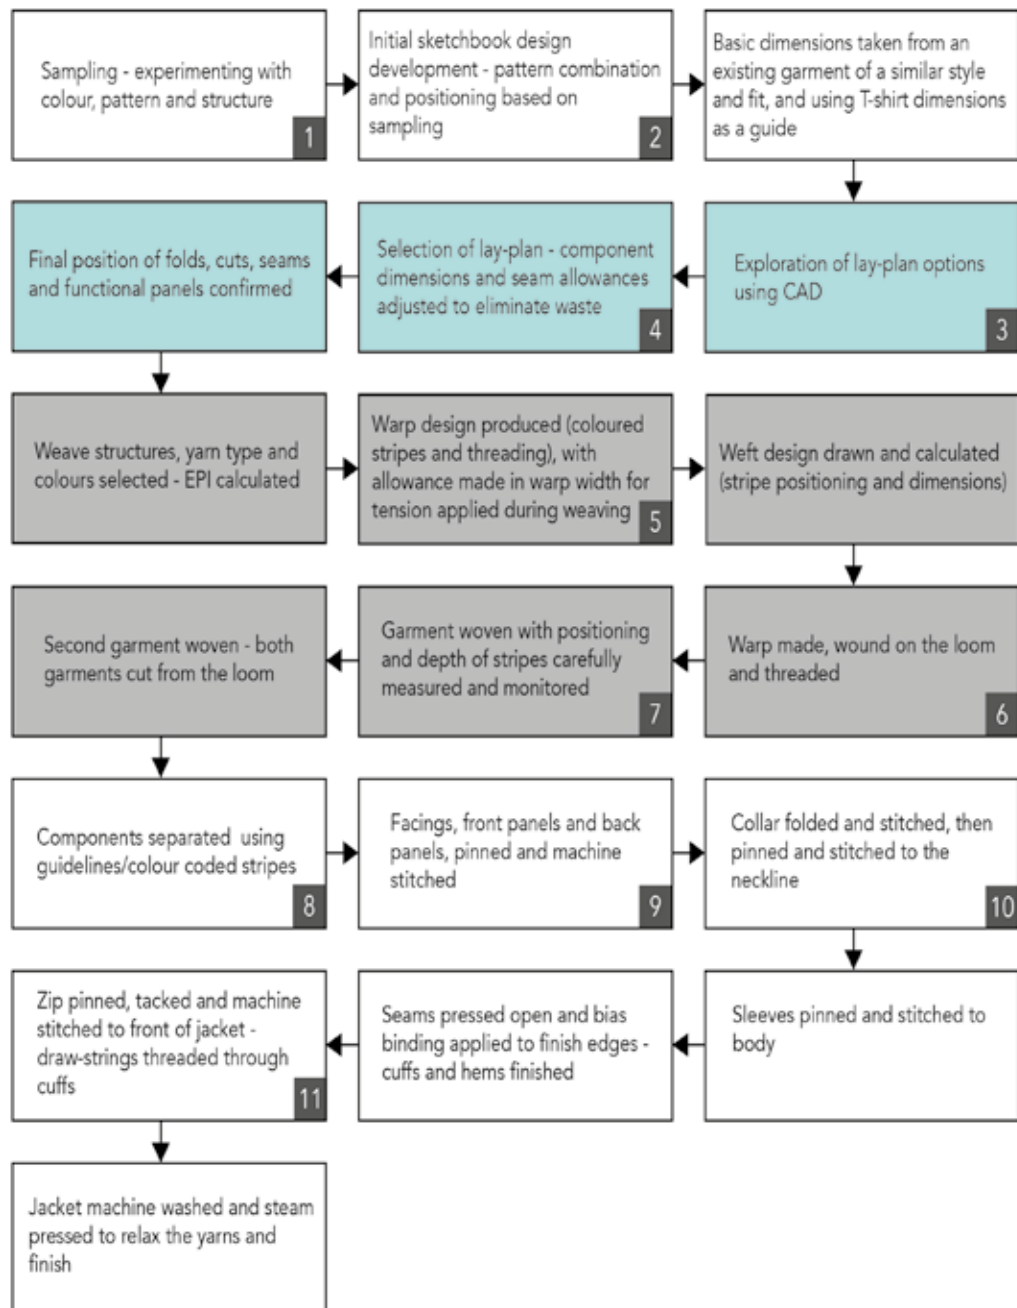 Sampling - experimenting with
colour, pattern and structure
1
Initial sketchbook design
development - pattern combination
and positioning based on
sampling
2
Basic dimensions taken from an
existing garment of a similar style
and fit, and using T-shirt dimensions
as a guide
Exploration of lay-plan options
using CAD
3
Selection of lay-plan - component
dimensions and seam allowances
adjusted to eliminate waste
4
Final position of folds, cuts, seams
and functional panels confirmed
Weave structures, yarn type and
colours selected - EPI calculated
Warp design produced (coloured
stripes and threading), with
allowance made in warp width for
tension applied during weaving
5
Weft design drawn and calculated
(stripe positioning and dimensions)
Warp made, wound on the loom
and threaded
6
Garment woven with positioning
and depth of stripes carefully
measured and monitored
7
Second garment woven - both
garments cut from the loom
Components separated using
guidelines/colour coded stripes
8
Facings, front panels and back
panels, pinned and machine
stitched
9
Collar folded and stitched, then
pinned and stitched to the
neckline
10
Sleeves pinned and stitched to
body
Seams pressed open and bias
binding applied to finish edges -
cuffs and hems finished
Zip pinned, tacked and machine
stitched to front of jacket -
draw-strings threaded through
cuffs
11
Jacket machine washed and steam
pressed to relax the yarns and
finish